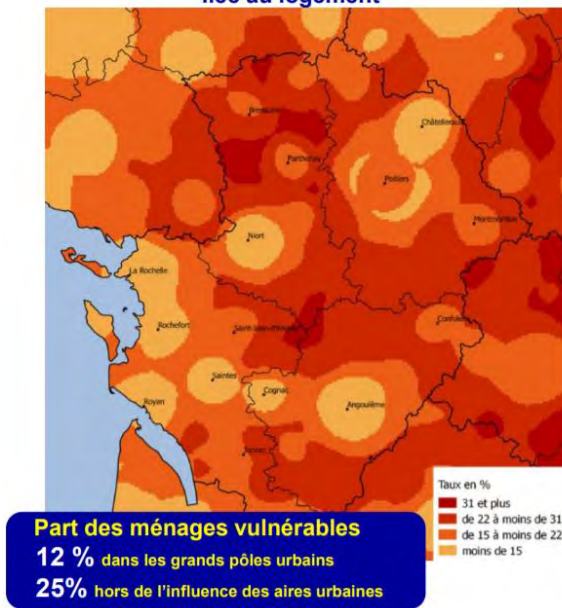 liée au logement
Bressuire
Châtellerault
Parthenay
Poitiers
Montmorillon
Niort
La Rochelle
Rochefort
Saint-Jean-d'Angély
Confolens
Saintes
Cognac
Royan
Angoulême
Taux en %
31 et plus
de 22 à moins de 31
de 15 à moins de 22
moins de 15
Part des ménages vulnérables
12 % dans les grands pôles urbains
25% hors de l'influence des aires urbaines